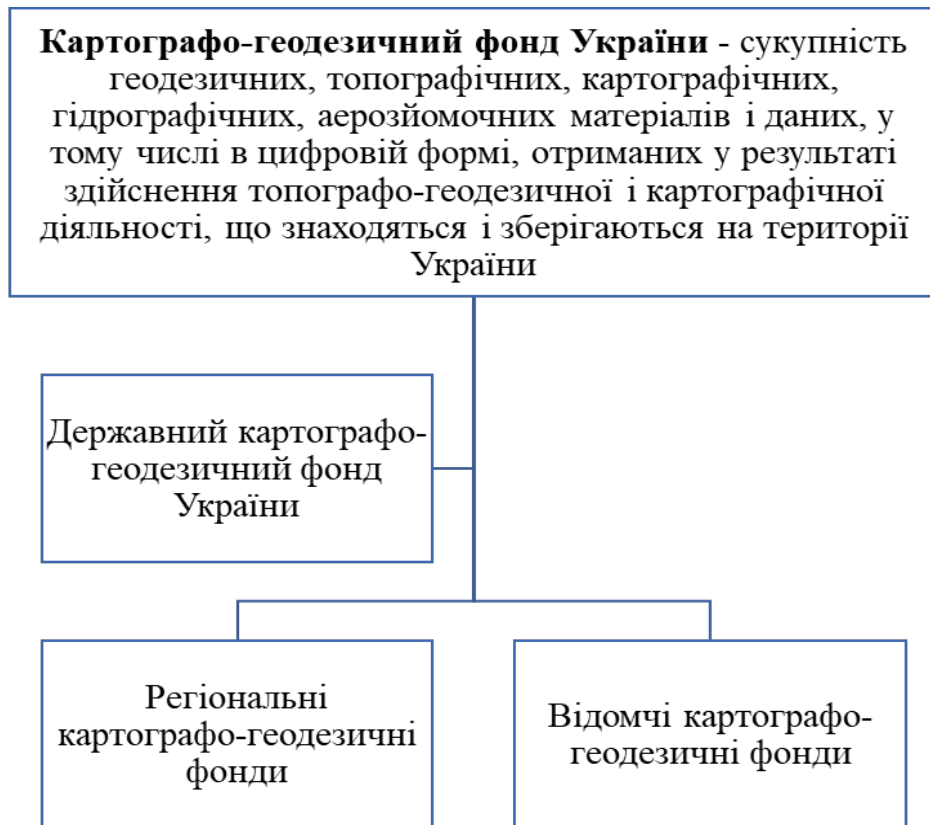 Картографо-геодезичний фонд України - сукупність
геодезичних, топографічних, картографічних,
гідрографічних, аерозйомочних матеріалів і даних, у
тому числі в цифровій формі, отриманих у результаті
здійснення топографо-геодезичної і картографічної
діяльності, що знаходяться і зберігаються на території
України
Державний картографо-
геодезичний фонд
України
Регіональні
картографо-геодезичні
фонди
Відомчі картографо-
геодезичні фонди